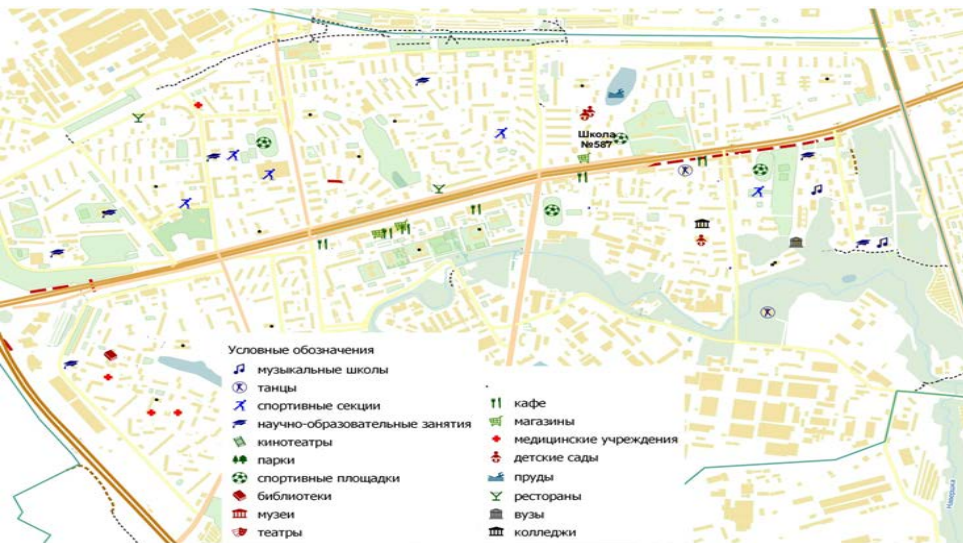 Школа
№587
Условные обозначения
музыкальные школы
танцы
спортивные секции
научно-образовательные занятия
кинотеатры
парки
спортивные площадки
библиотеки
музеи
театры
кафе
магазины
медицинские учреждения
детские сады
пруды
рестораны
вузы
колледжи